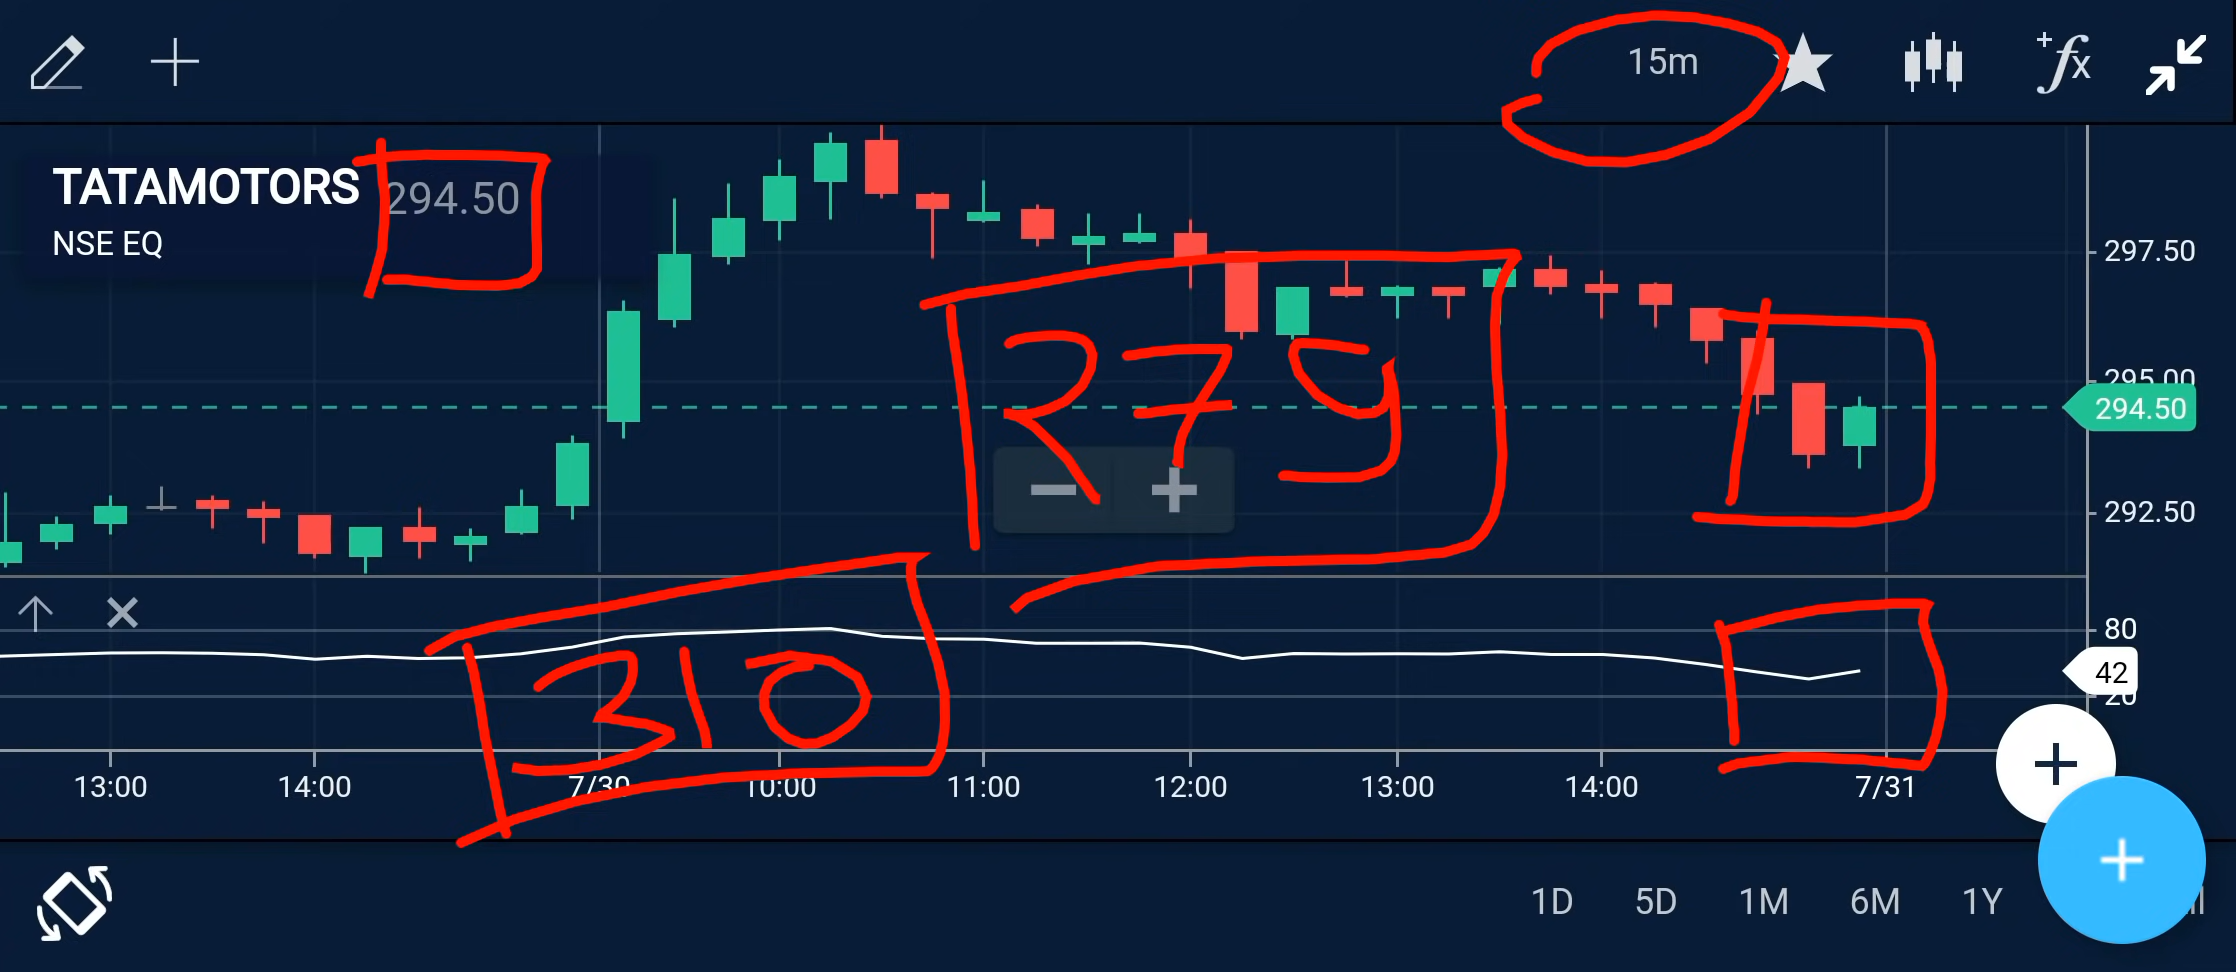 15m
fx
TATAMOTORS 294.50
NSE EQ
297.50
279
295.00
294.50
292.50
80
310
42
20
13:00 14:00 7/30 10:00 11:00 12:00 13:00 14:00 7/31
1D 5D 1M 6M 1Y